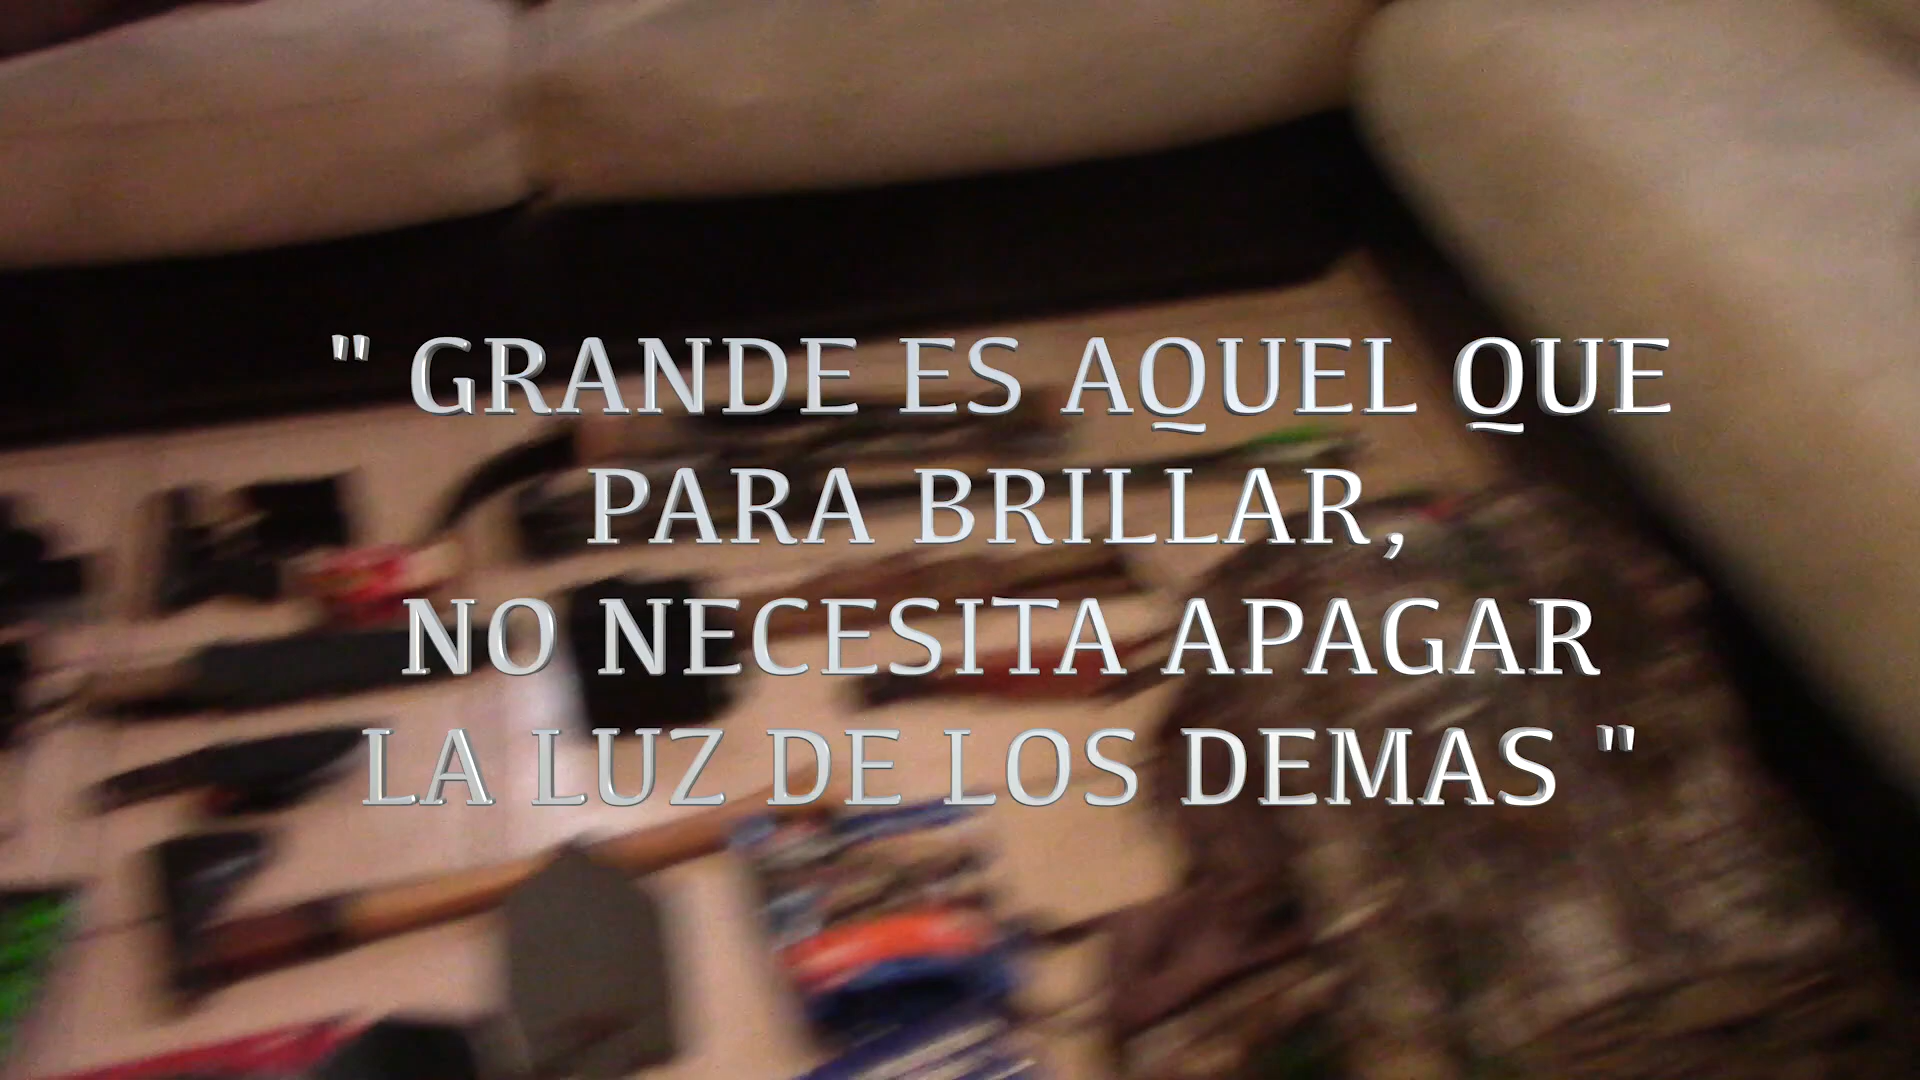 " GRANDE ES AQUEL QUE
PARA BRILLAR,
NO NECESITA APAGAR
LA LUZ DE LOS DEMAS "